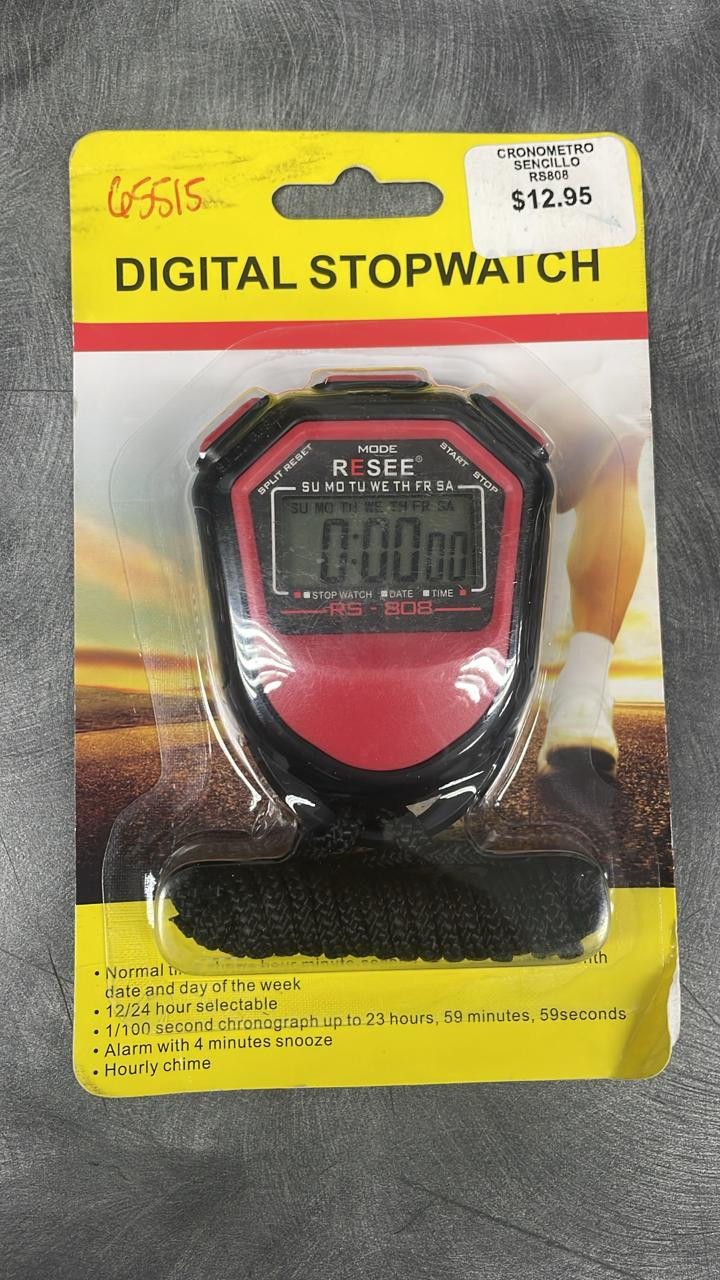 65515
CRONOMETRO
SENCILLO
RS808
$12.95
DIGITAL STOPWATCH
MODE
SPLIT RESET
START STOP
RESEE®
SU MO TU WE TH FR SA
SU MO TU WE TH FR SA
0:00 00
STOP WATCH DATE TIME
RS - 808
• Normal
date and day of the week
• 12/24 hour selectable
• 1/100 second chronograph up to 23 hours, 59 minutes, 59seconds
• Alarm with 4 minutes snooze
• Hourly chime